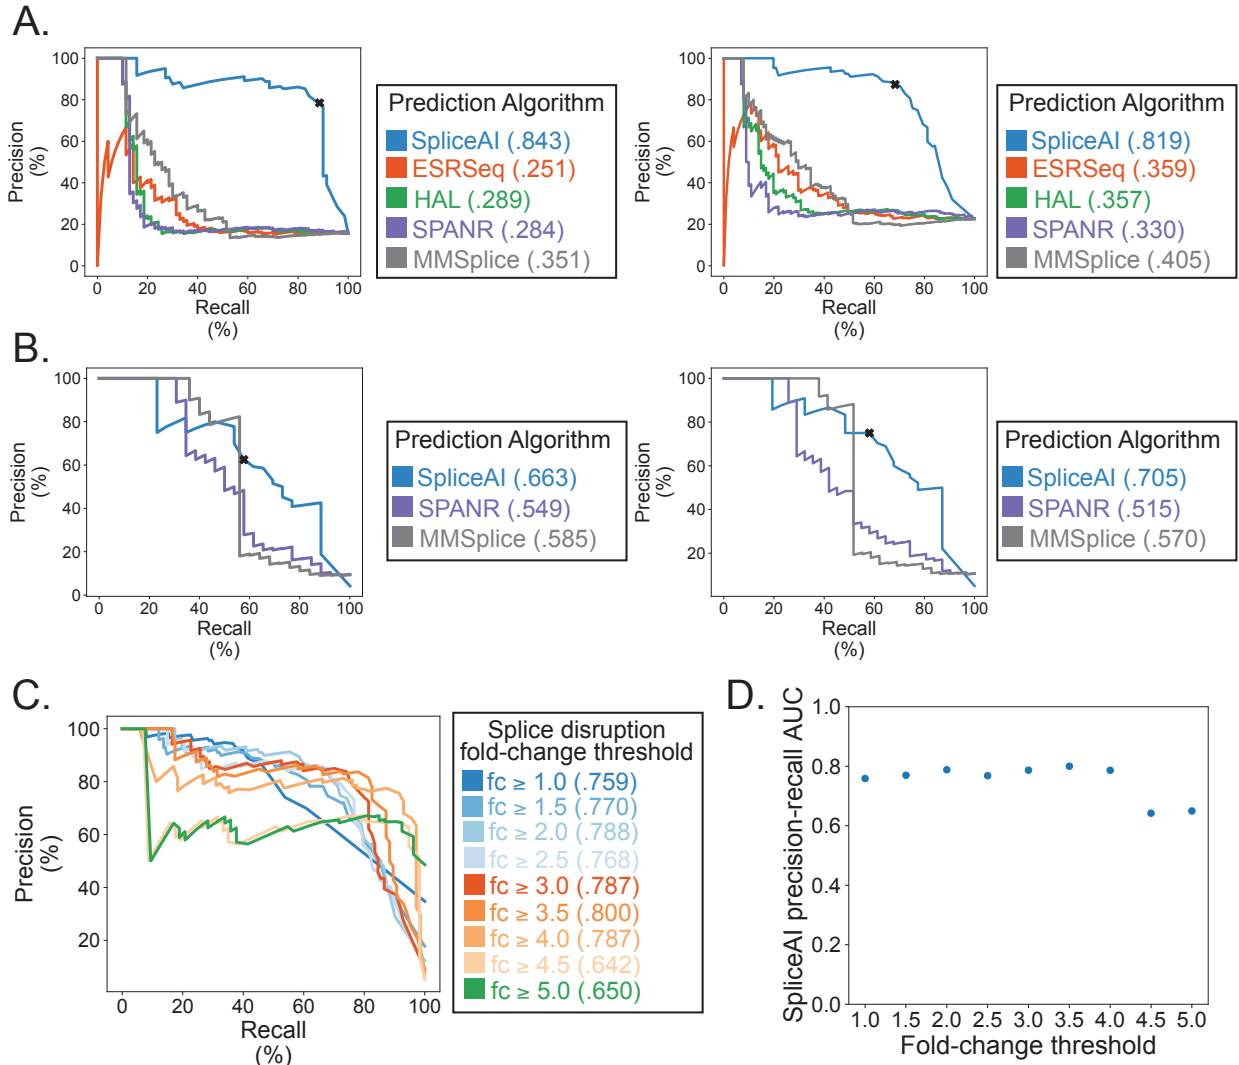 A.
100
80
60
40
20
0
Precision
(%)
0 20 40 60 80 100
Recall
(%)
Prediction Algorithm
SpliceAI (.843)
ESRSeq (.251)
HAL (.289)
SPANR (.284)
MMSplice (.351)
100
80
60
40
20
0
Precision
(%)
0 20 40 60 80 100
Recall
(%)
Prediction Algorithm
SpliceAI (.819)
ESRSeq (.359)
HAL (.357)
SPANR (.330)
MMSplice (.405)
B.
100
80
60
40
20
0
Precision
(%)
0 20 40 60 80 100
Recall
(%)
Prediction Algorithm
SpliceAI (.663)
SPANR (.549)
MMSplice (.585)
100
80
60
40
20
Precision
(%)
0 20 40 60 80 100
Recall
(%)
Prediction Algorithm
SpliceAI (.705)
SPANR (.515)
MMSplice (.570)
C.
100
80
60
40
20
Precision
(%)
0 20 40 60 80 100
Recall
(%)
Splice disruption
fold-change threshold
fc ≥ 1.0 (.759)
fc ≥ 1.5 (.770)
fc ≥ 2.0 (.788)
fc ≥ 2.5 (.768)
fc ≥ 3.0 (.787)
fc ≥ 3.5 (.800)
fc ≥ 4.0 (.787)
fc ≥ 4.5 (.642)
fc ≥ 5.0 (.650)
D.
SpliceAI precision-recall AUC
1.0
0.8
0.6
0.4
0.2
0.0
1.0 1.5 2.0 2.5 3.0 3.5 4.0 4.5 5.0
Fold-change threshold